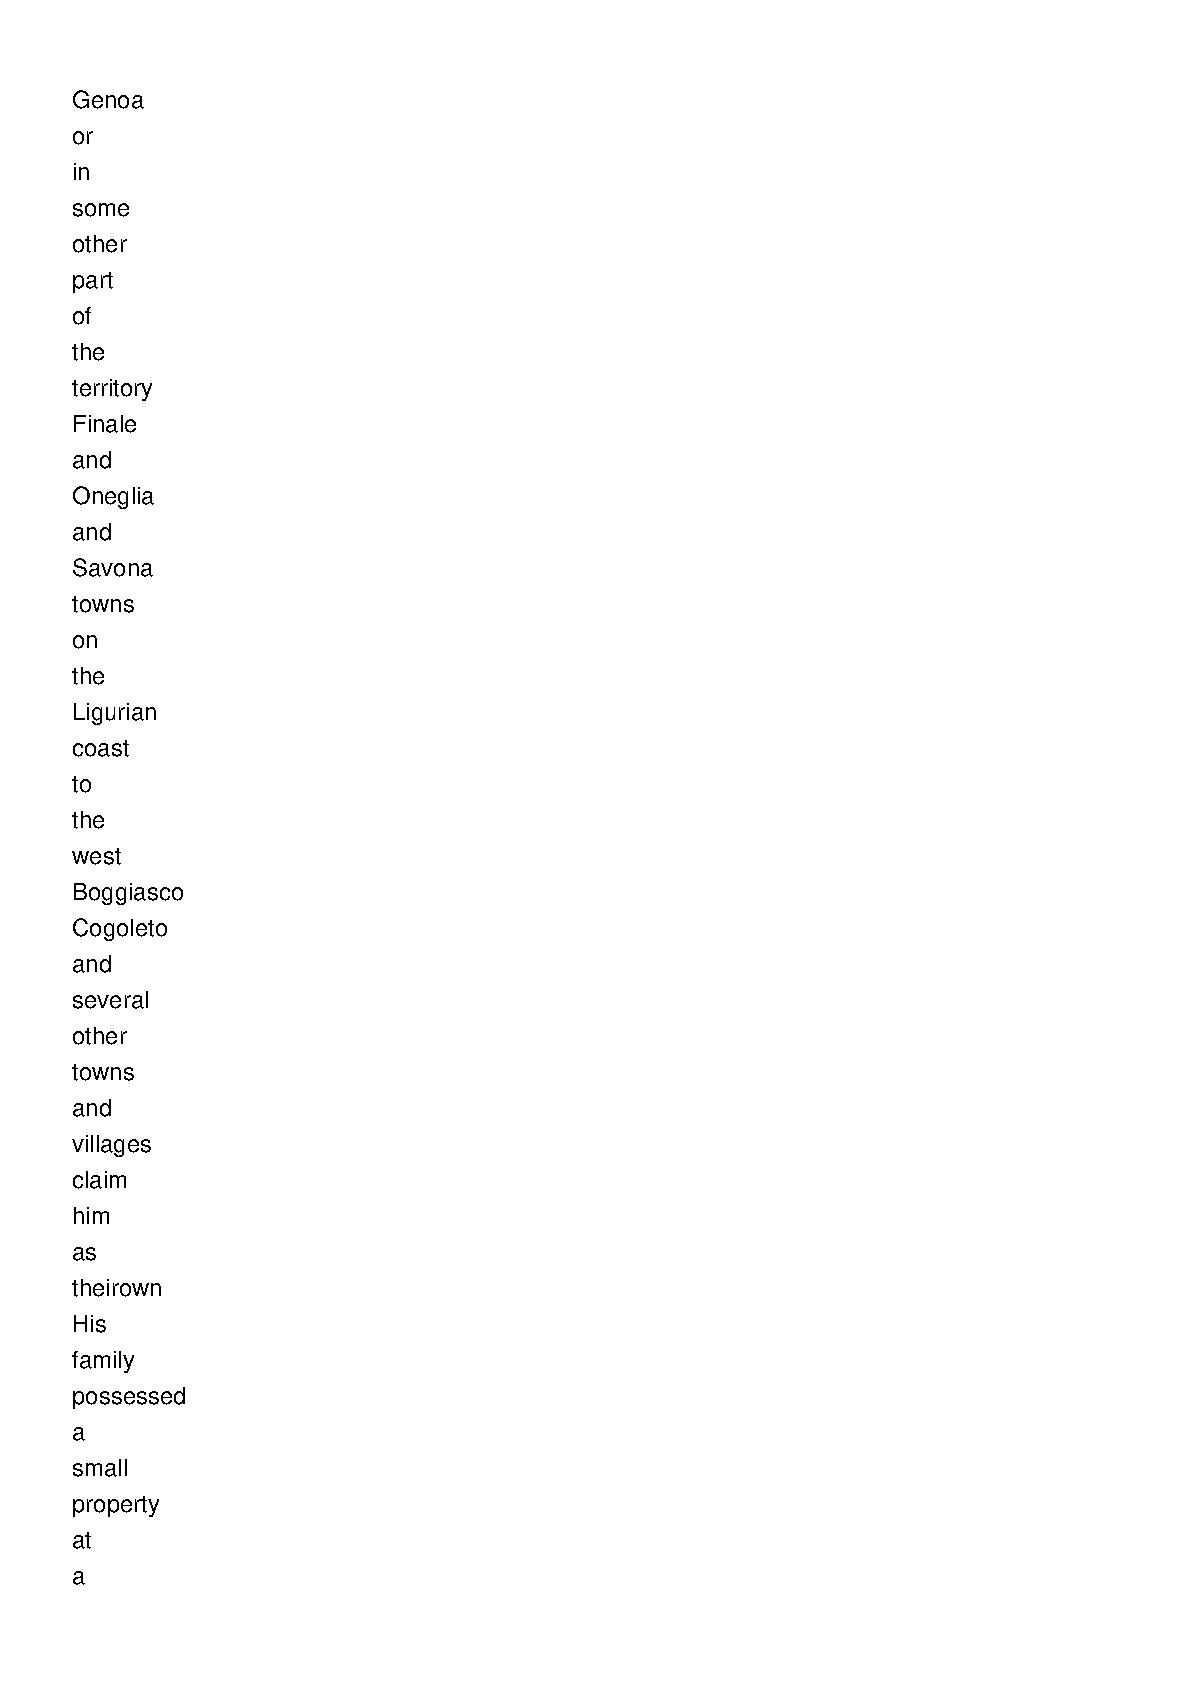 Genoa
or
in
some
other
part
of
the
territory
Finale
and
Oneglia
and
Savona
towns
on
the
Ligurian
coast
to
the
west
Boggiasco
Cogoleto
and
several
other
towns
and
villages
claim
him
as
theirown
His
family
possessed
a
small
property
at
a